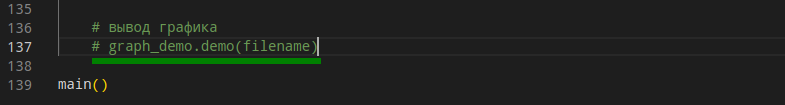 135
136 # вывод графика
137 # graph_demo.demo(filename)
138
139 main()